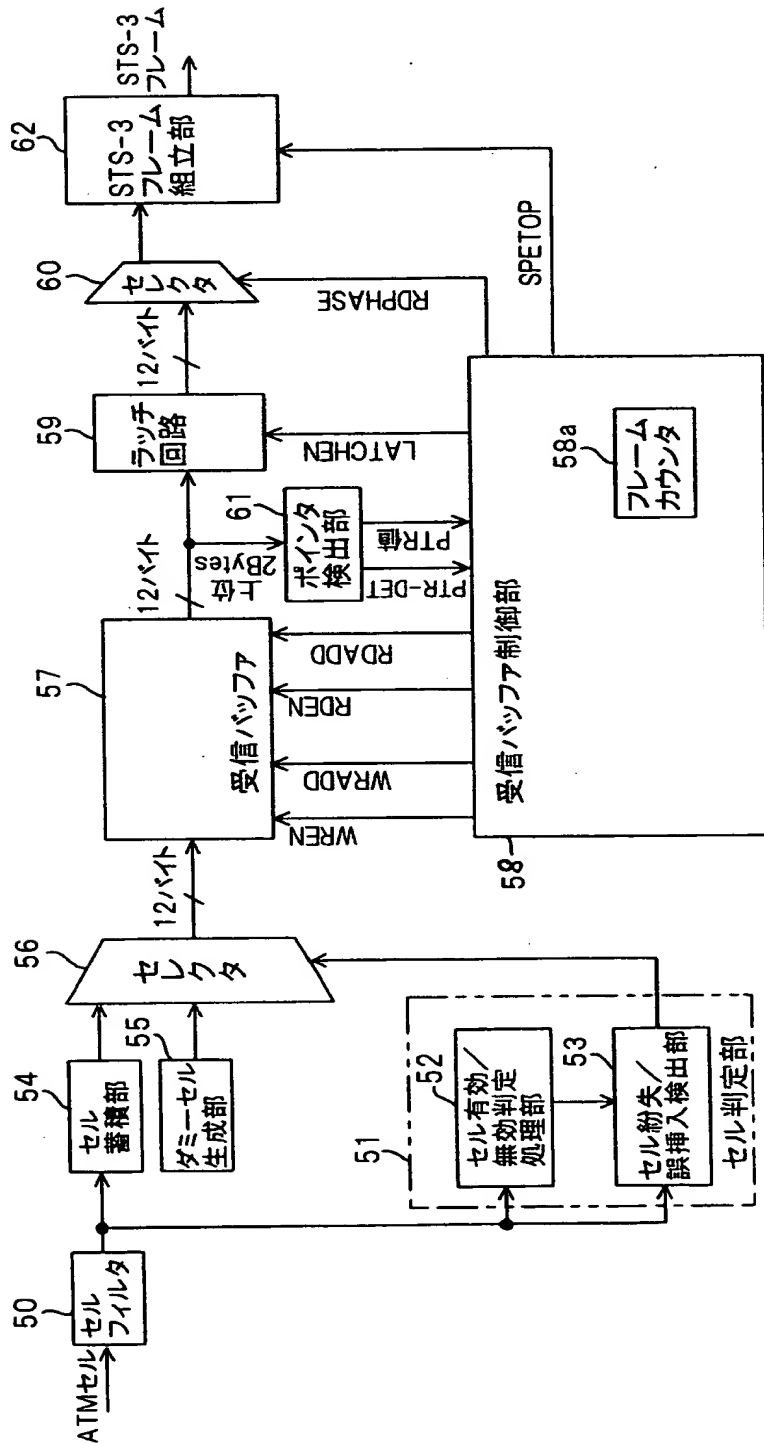 ATMセル
50
セル
フィルタ
54
セル
蓄積部
55
ダミーセル
生成部
51
52
セル有効/
無効判定
処理部
53
セル紛失/
誤挿入検出部
セル判定部
56
セレクタ
12バイト
57
受信バッファ
WREN
WRADD
RDEN
RDADD
12バイト
上位
2Bytes
61
ポインタ
検出部
PTR-DET
PTR値
59
ラッチ
回路
LATCHEN
12バイト
60
セレクタ
RDPHASE
62
STS-3
フレーム
組立部
STS-3
フレーム
SPETOP
58
受信バッファ制御部
58a
フレーム
カウンタ